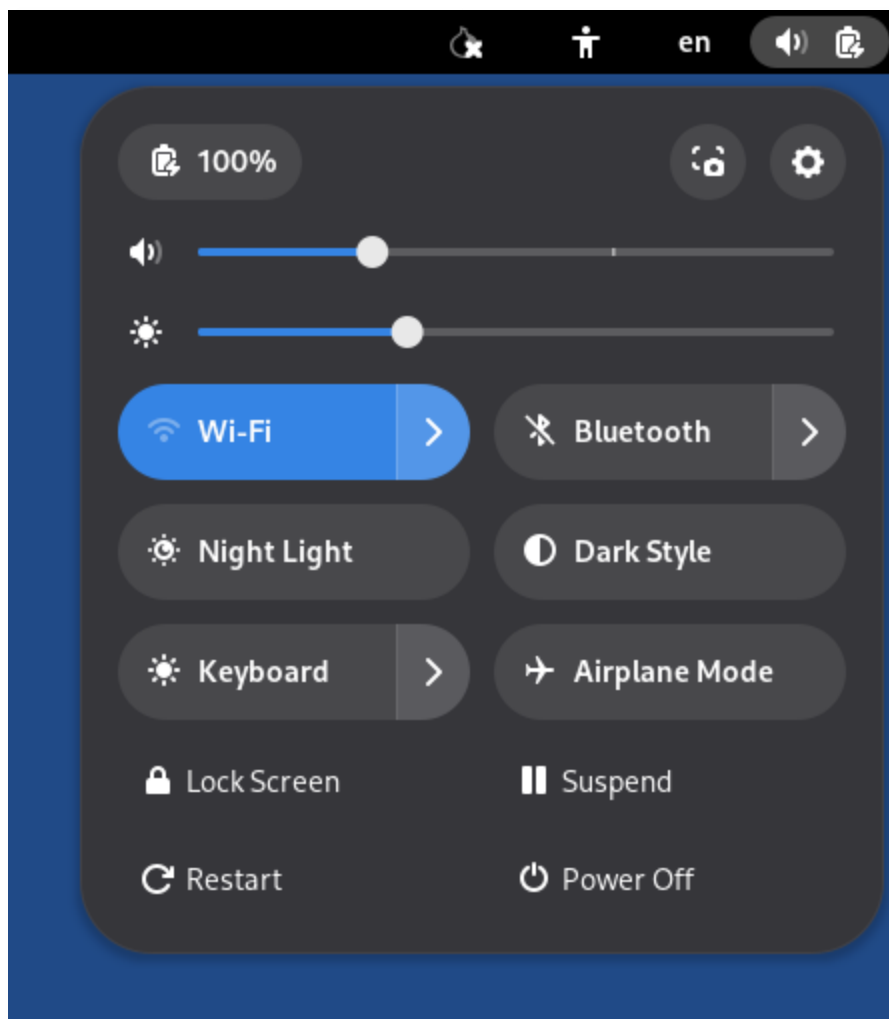 en
100%
Wi-Fi
Bluetooth
Night Light
Dark Style
Keyboard
Airplane Mode
Lock Screen
Suspend
Restart
Power Off